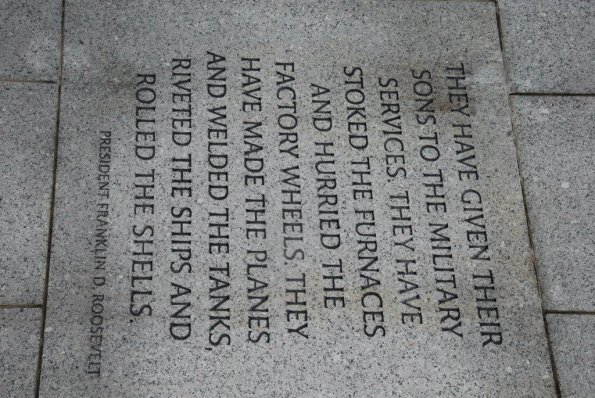 THEY HAVE GIVEN THEIR
SONS TO THE MILITARY
SERVICES. THEY HAVE
STOKED THE FURNACES
AND HURRIED THE
FACTORY WHEELS. THEY
HAVE MADE THE PLANES
AND WELDED THE TANKS,
RIVETED THE SHIPS AND
ROLLED THE SHELLS.
PRESIDENT FRANKLIN D. ROOSEVELT